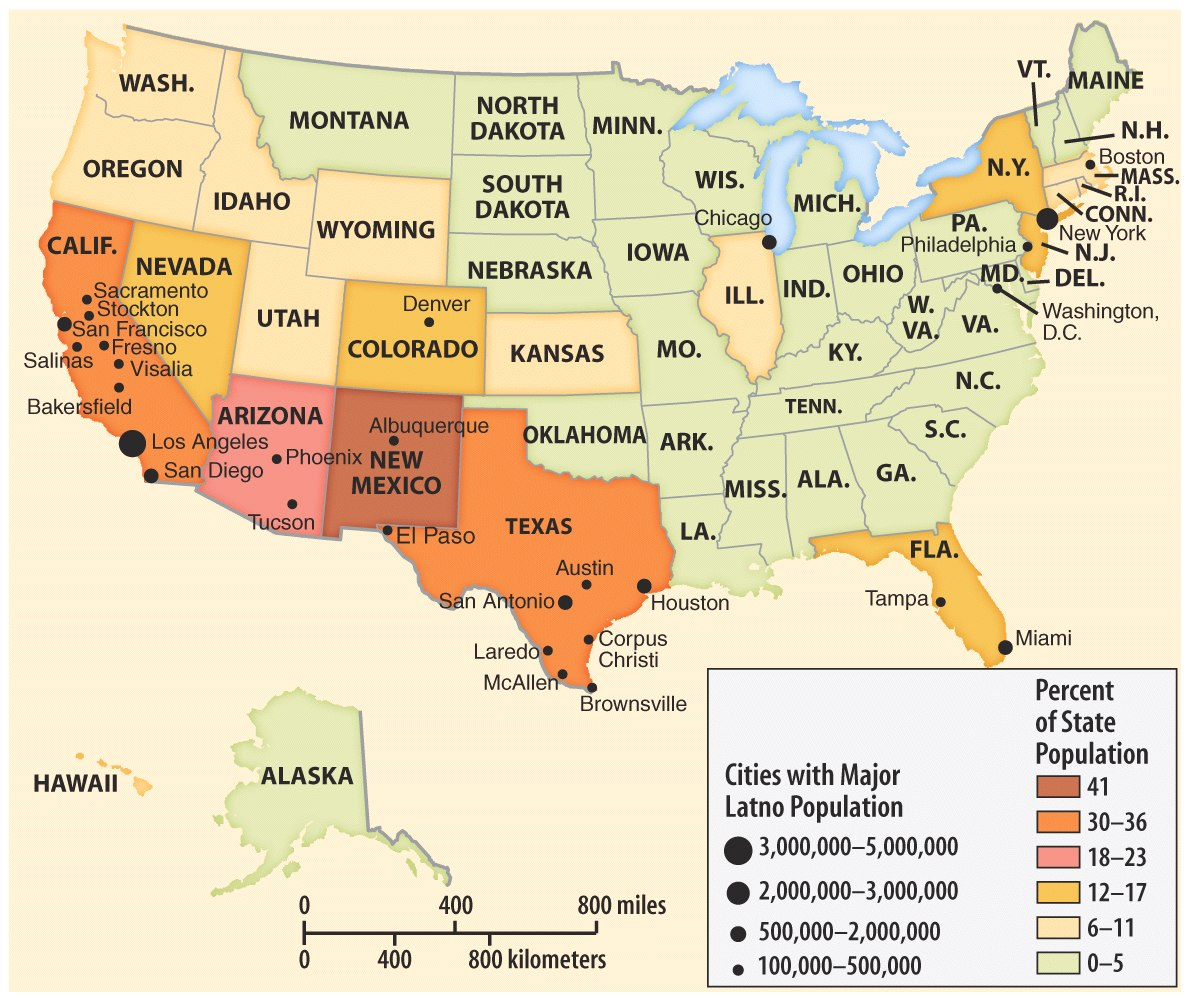 WASH.
MONTANA
NORTH
DAKOTA
MINN.
VT.
MAINE
N.H.
OREGON
IDAHO
WYOMING
SOUTH
DAKOTA
WIS.
MICH.
N.Y.
Boston
MASS.
R.I.
CONN.
New York
N.J.
PA.
Philadelphia
Chicago
CALIF.
NEVADA
Sacramento
Stockton
San Francisco
Salinas
Fresno
Visalia
Bakersfield
Los Angeles
San Diego
UTAH
Denver
COLORADO
NEBRASKA
IOWA
ILL.
IND.
OHIO
MD.
DEL.
W.
VA.
VA.
Washington,
D.C.
KANSAS
MO.
KY.
N.C.
TENN.
S.C.
ARIZONA
Phoenix
Tucson
Albuquerque
NEW
MEXICO
OKLAHOMA
ARK.
MISS.
ALA.
GA.
El Paso
TEXAS
LA.
FLA.
Austin
San Antonio
Houston
Tampa
Miami
Laredo
Corpus
Christi
McAllen
Brownsville
HAWAII
ALASKA
0 400 800 miles
0 400 800 kilometers
Cities with Major
Latno Population
3,000,000–5,000,000
2,000,000–3,000,000
500,000–2,000,000
100,000–500,000
Percent
of State
Population
41
30–36
18–23
12–17
6–11
0–5